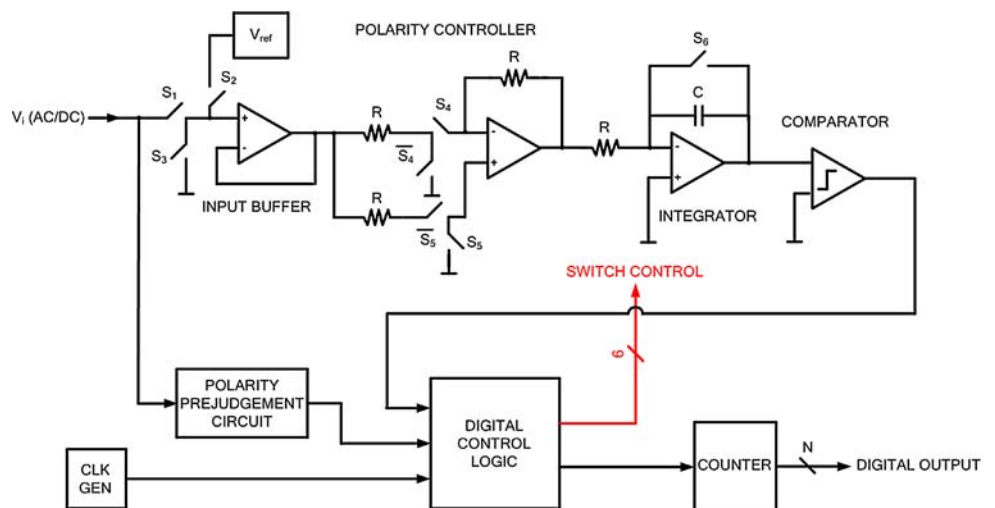 V_ref
POLARITY CONTROLLER
S_6
R
S_2
S_1
V_i (AC/DC)
S_4
C
COMPARATOR
+
-
R
-
+
R
-
+
S_3
S̅_4
INPUT BUFFER
R
S̅_5
S_5
INTEGRATOR
SWITCH CONTROL
6
POLARITY
PREJUDGEMENT
CIRCUIT
DIGITAL
CONTROL
LOGIC
CLK
GEN
COUNTER
N
DIGITAL OUTPUT